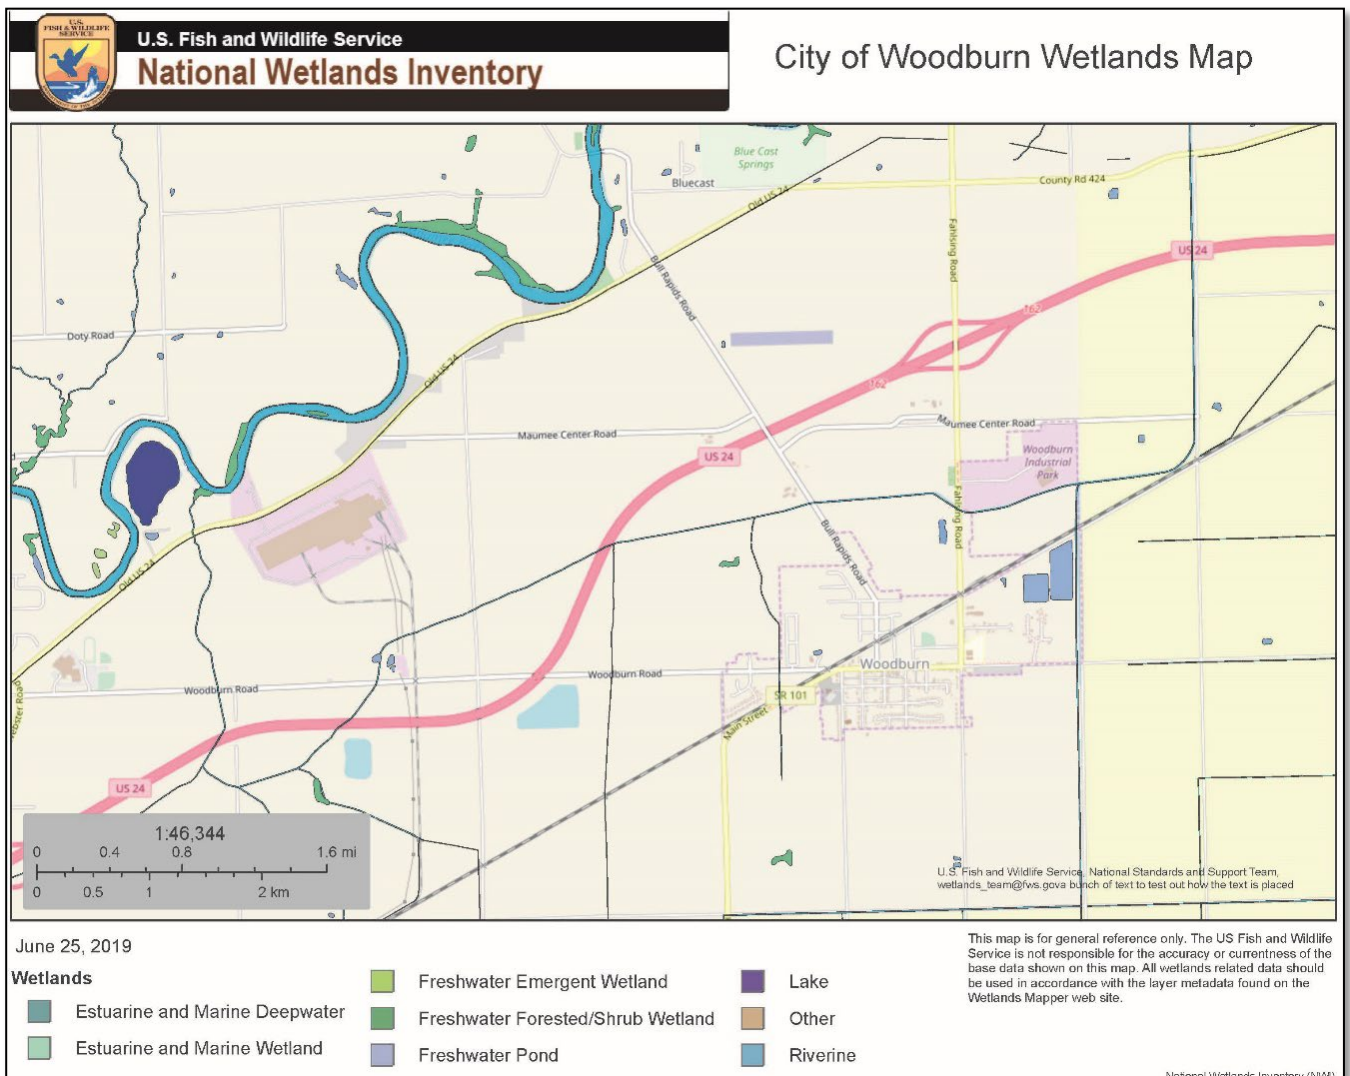 U.S.
FISH & WILDLIFE
SERVICE
U.S. Fish and Wildlife Service
National Wetlands Inventory
City of Woodburn Wetlands Map
Blue Cast
Springs
Bluecast
Old US 24
County Rd 424
Fahlsing Road
US 24
Bull Rapids Road
162
Doty Road
Old US 24
162
Maumee Center Road
Maumee Center Road
US 24
Woodburn
Industrial
Park
Fahlsing Road
Bull Rapids Road
Old US 24
Woodburn
Woodburn Road
Woodburn Road
SR 101
Main Street
US 24
1:46,344
0 0.4 0.8 1.6 mi
0 0.5 1 2 km
U.S. Fish and Wildlife Service, National Standards and Support Team,
wetlands_team@fws.gova bunch of text to test out how the text is placed
June 25, 2019
Wetlands
Estuarine and Marine Deepwater
Estuarine and Marine Wetland
Freshwater Emergent Wetland
Freshwater Forested/Shrub Wetland
Freshwater Pond
Lake
Other
Riverine
This map is for general reference only. The US Fish and Wildlife
Service is not responsible for the accuracy or currentness of the
base data shown on this map. All wetlands related data should
be used in accordance with the layer metadata found on the
Wetlands Mapper web site.
National Wetlands Inventory (NWI)